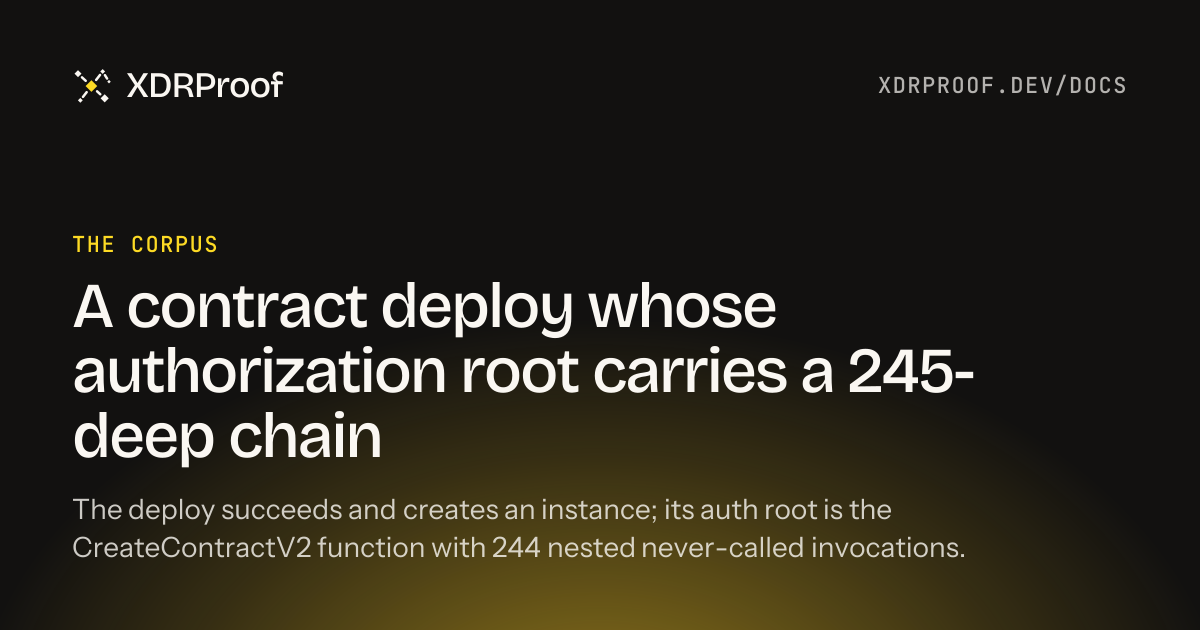 XDRProof
XDRPROOF.DEV/DOCS
THE CORPUS
A contract deploy whose
authorization root carries a 245-
deep chain
The deploy succeeds and creates an instance; its auth root is the
CreateContractV2 function with 244 nested never-called invocations.